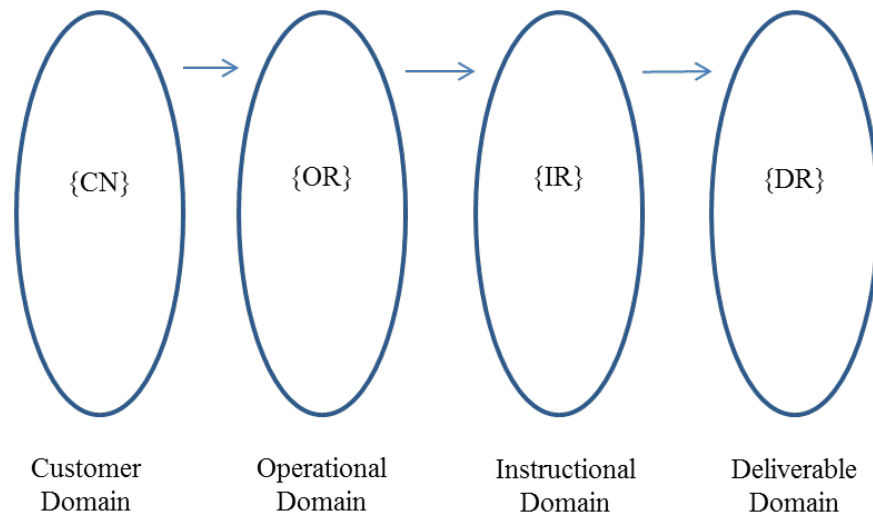 {CN}
{OR}
{IR}
{DR}
Customer
Domain
Operational
Domain
Instructional
Domain
Deliverable
Domain